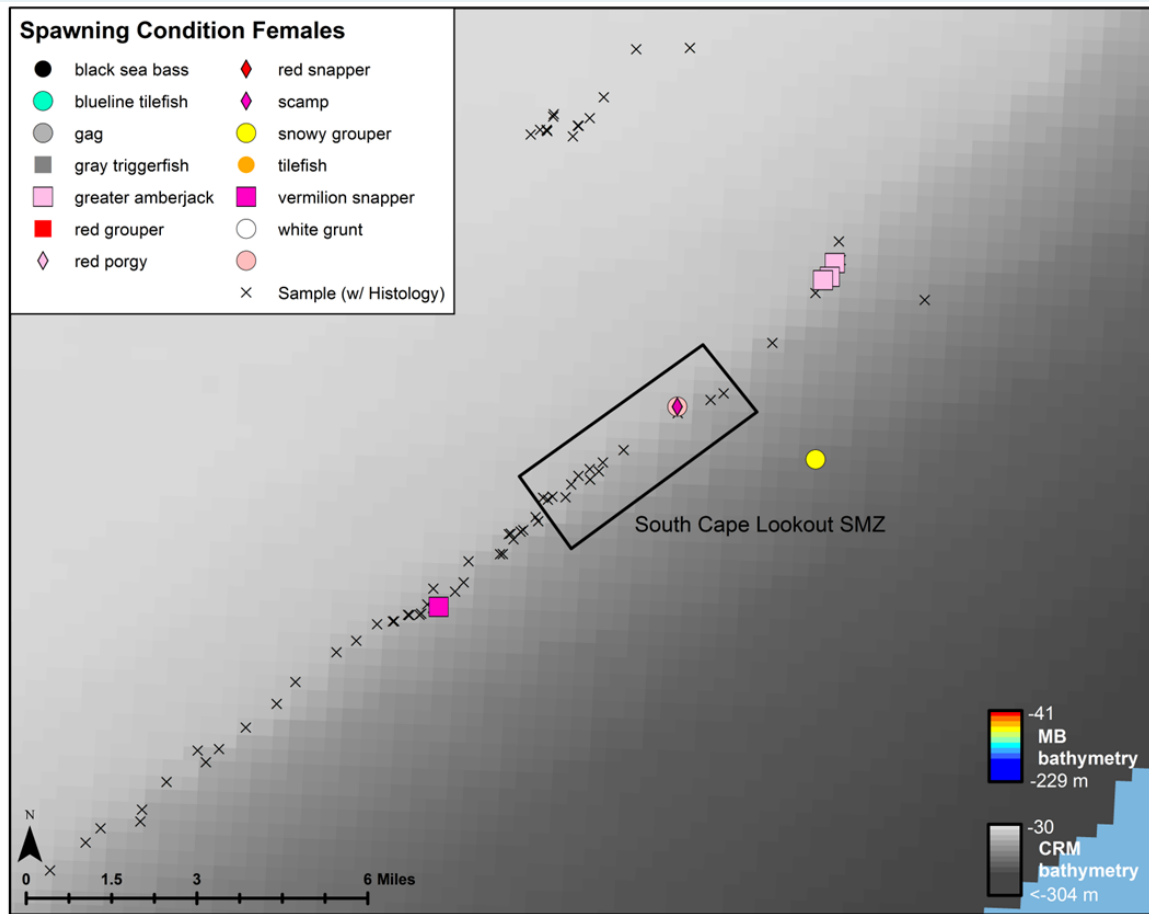 Spawning Condition Females
black sea bass
red snapper
blueline tilefish
scamp
gag
snowy grouper
gray triggerfish
tilefish
greater amberjack
vermilion snapper
red grouper
white grunt
red porgy
Sample (w/ Histology)
South Cape Lookout SMZ
-41
MB
bathymetry
-229 m
-30
CRM
bathymetry
<-304 m
N
0 1.5 3 6 Miles